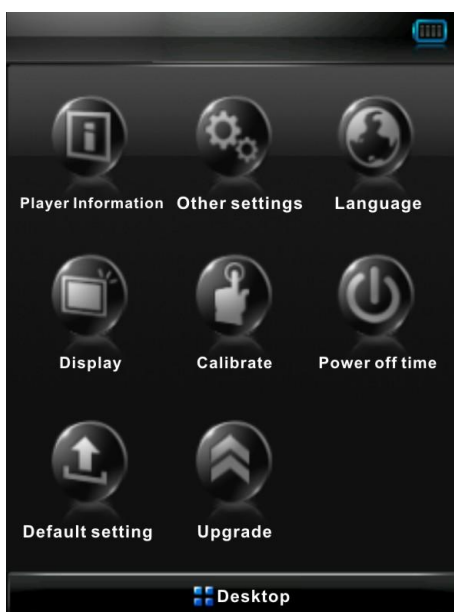 Player Information
Other settings
Language
Display
Calibrate
Power off time
Default setting
Upgrade
Desktop